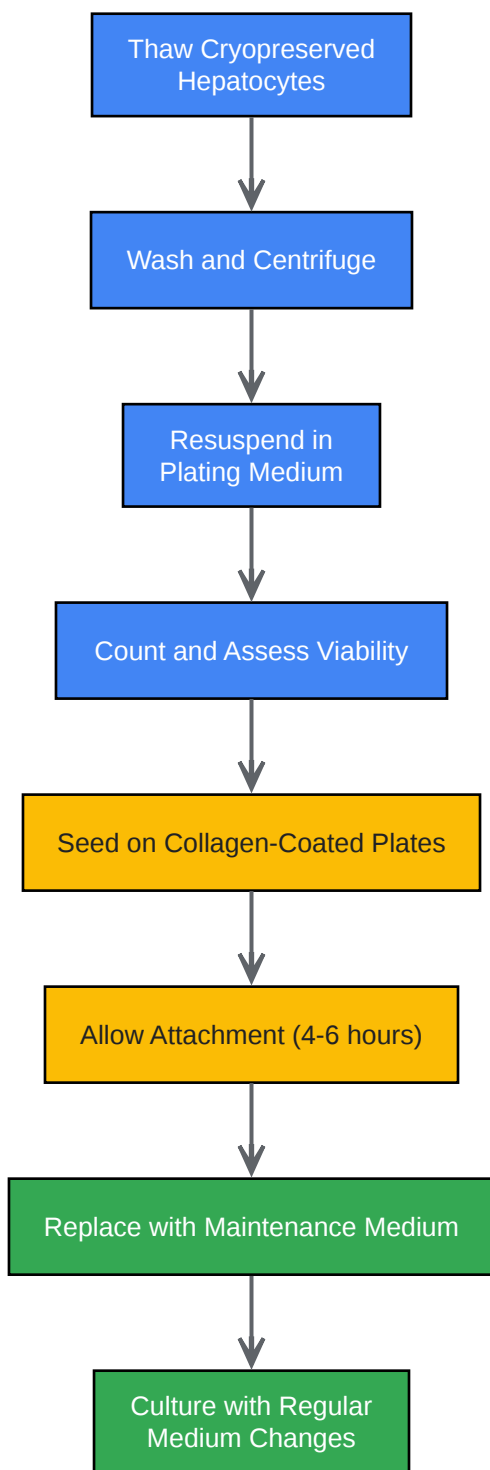 Thaw Cryopreserved
Hepatocytes
Wash and Centrifuge
Resuspend in
Plating Medium
Count and Assess Viability
Seed on Collagen-Coated Plates
Allow Attachment (4-6 hours)
Replace with Maintenance Medium
Culture with Regular
Medium Changes